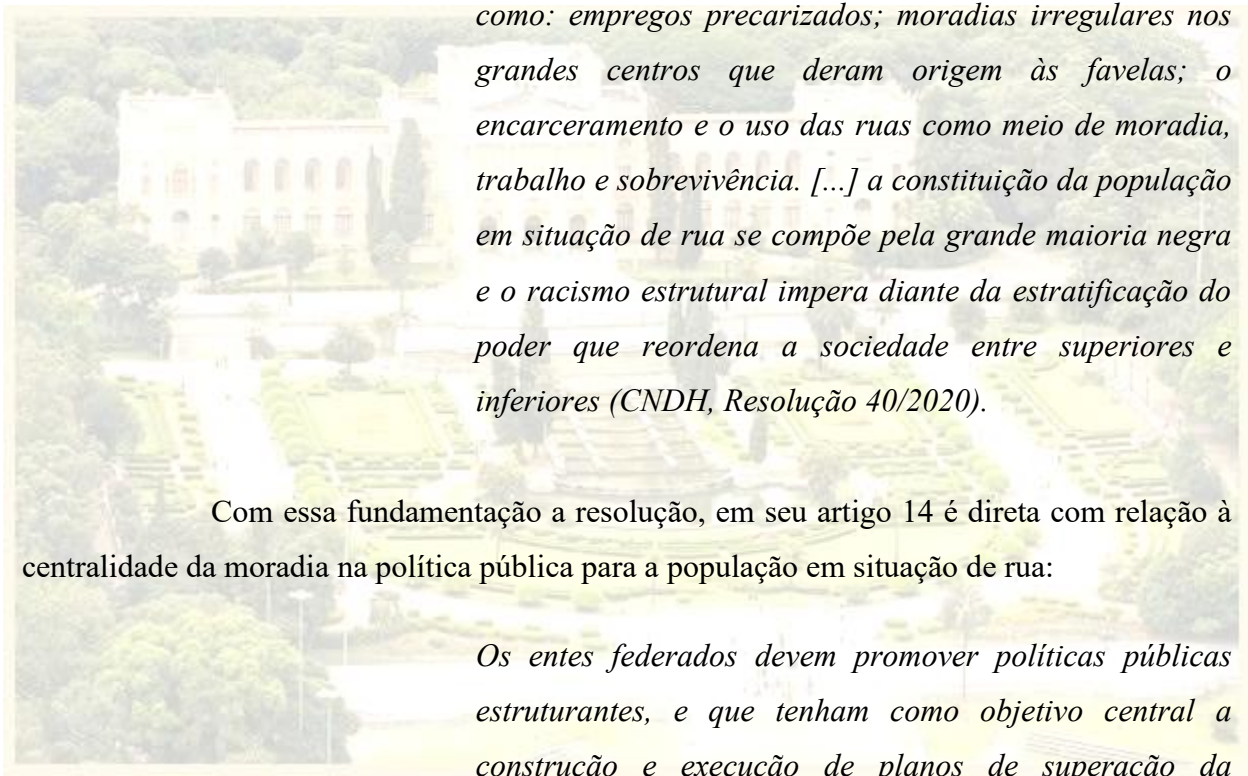 como: empregos precarizados; moradias irregulares nos
grandes centros que deram origem às favelas; o
encarceramento e o uso das ruas como meio de moradia,
trabalho e sobrevivência. [...] a constituição da população
em situação de rua se compõe pela grande maioria negra
e o racismo estrutural impera diante da estratificação do
poder que reordena a sociedade entre superiores e
inferiores (CNDH, Resolução 40/2020).
Com essa fundamentação a resolução, em seu artigo 14 é direta com relação à
centralidade da moradia na política pública para a população em situação de rua:
Os entes federados devem promover políticas públicas
estruturantes, e que tenham como objetivo central a
construção e execução de planos de superação da